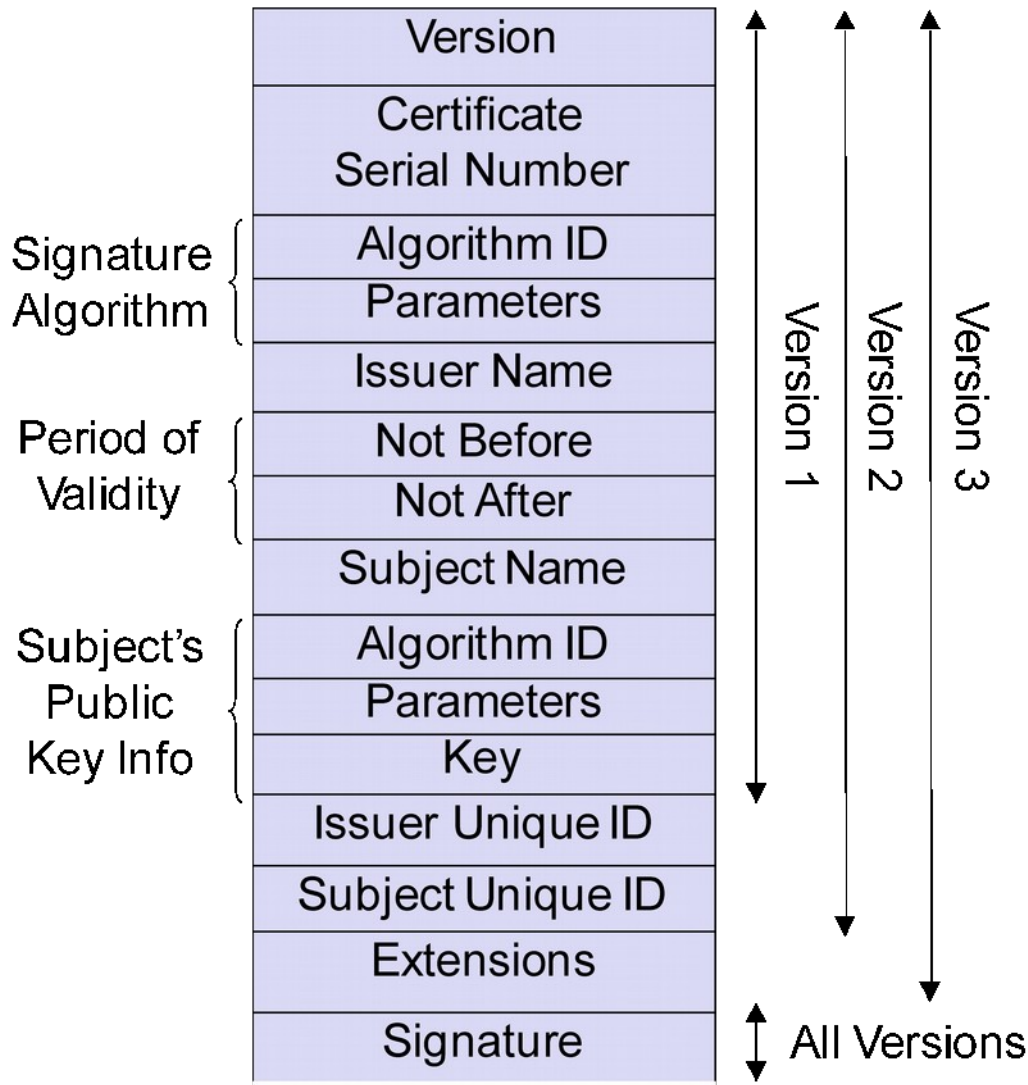 Version
Certificate
Serial Number
Signature
Algorithm
Algorithm ID
Parameters
Issuer Name
Period of
Validity
Not Before
Not After
Subject Name
Subject’s
Public
Key Info
Algorithm ID
Parameters
Key
Issuer Unique ID
Subject Unique ID
Extensions
Signature
Version 1
Version 2
Version 3
All Versions